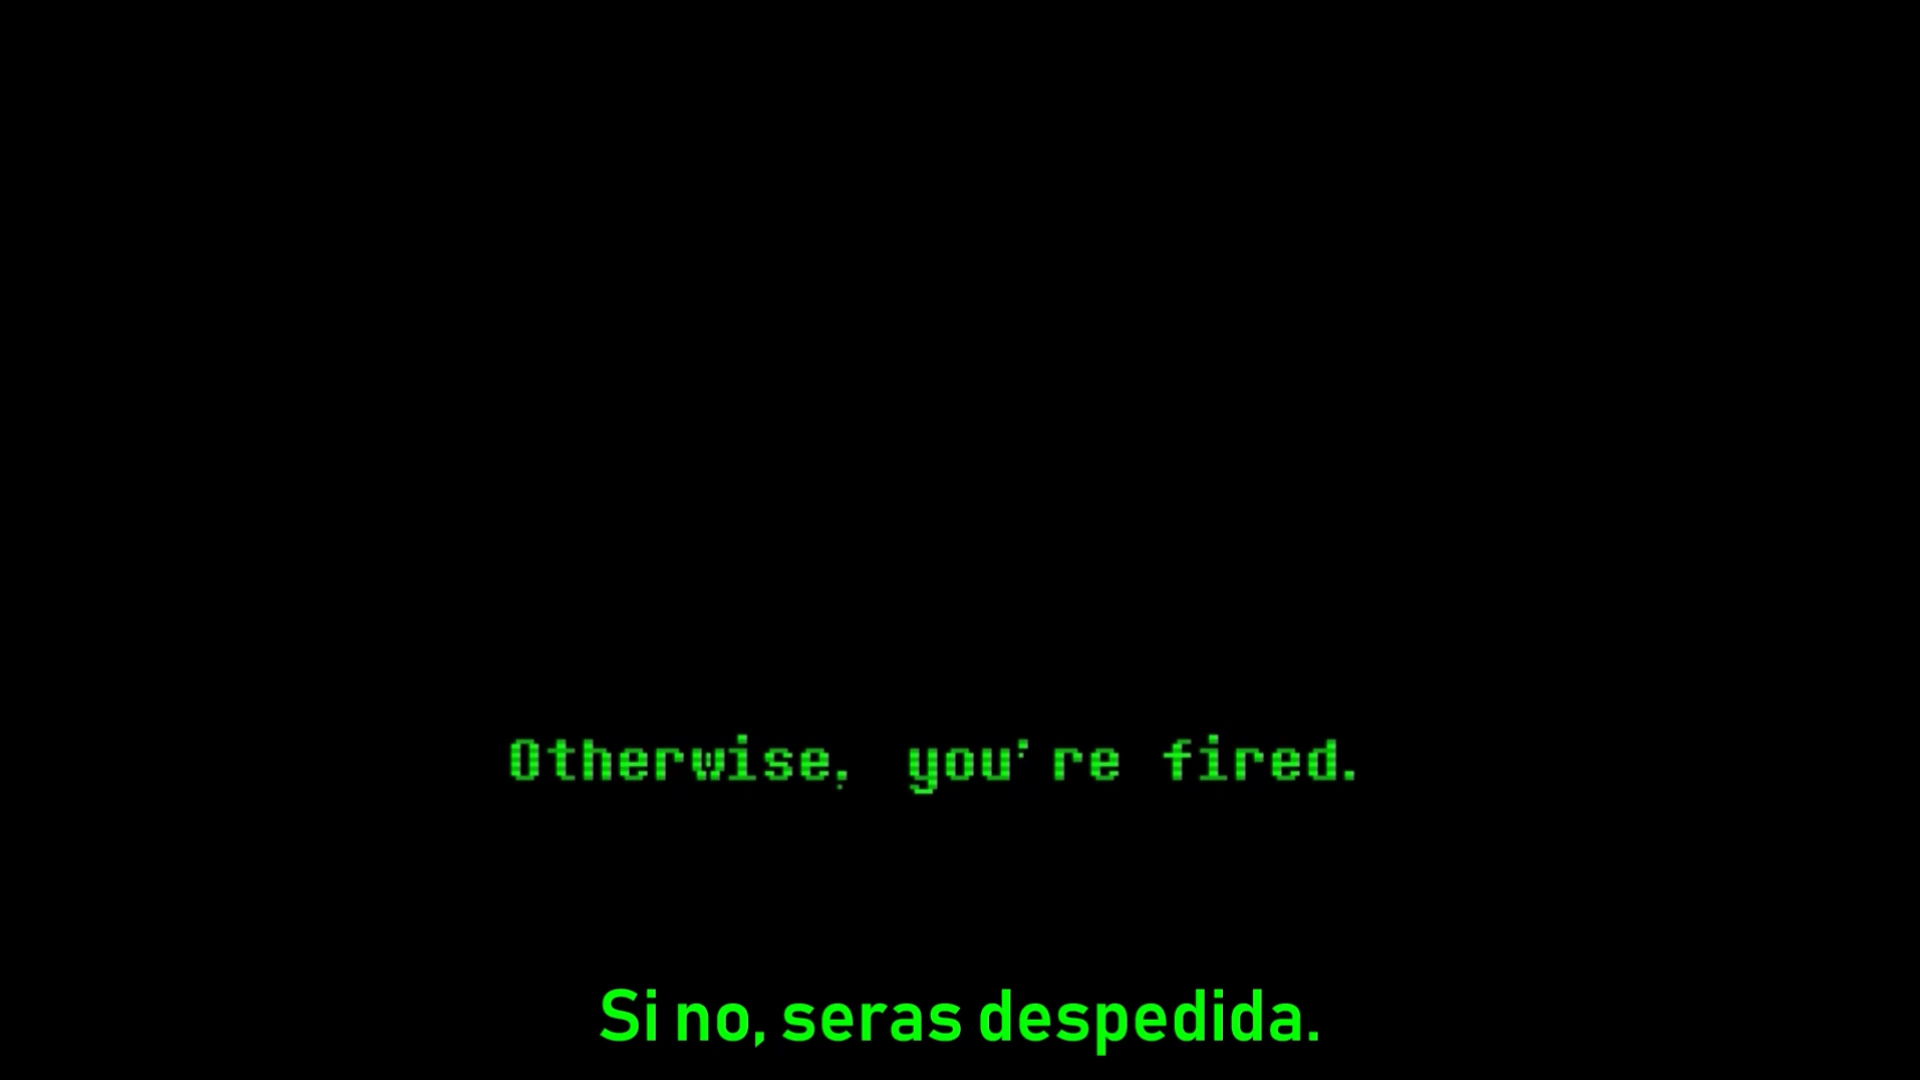 Otherwise, you're fired.
Si no, seras despedida.